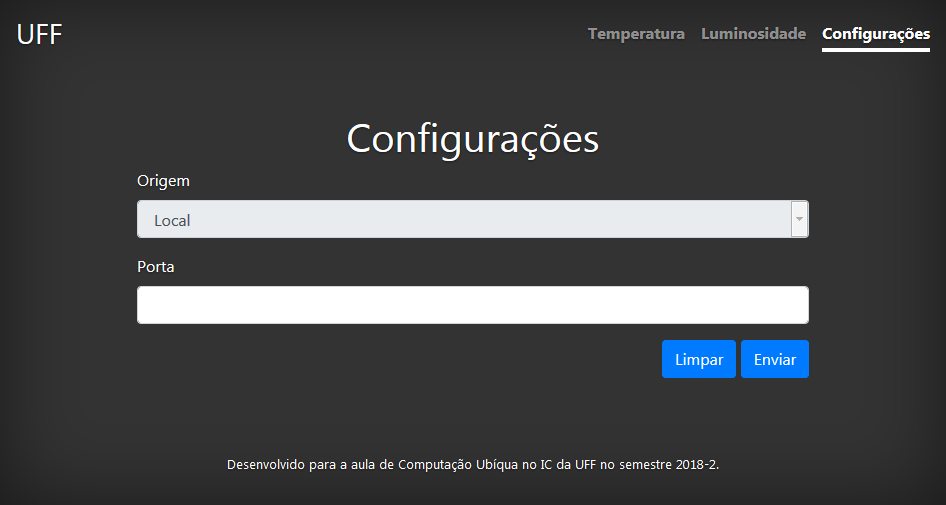 UFF
Temperatura Luminosidade Configurações
Configurações
Origem
Local
Porta
Limpar Enviar
Desenvolvido para a aula de Computação Ubíqua no IC da UFF no semestre 2018-2.